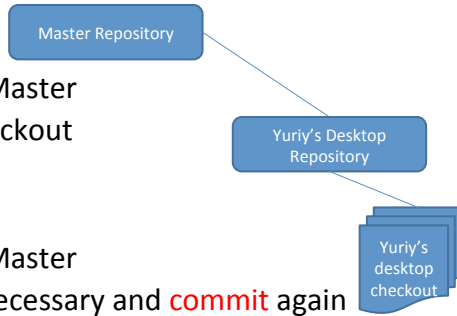 Master Repository
Master
ckout
Yuriy's Desktop
Repository
Master
ecessary and commit again
Yuriy's
desktop
checkout